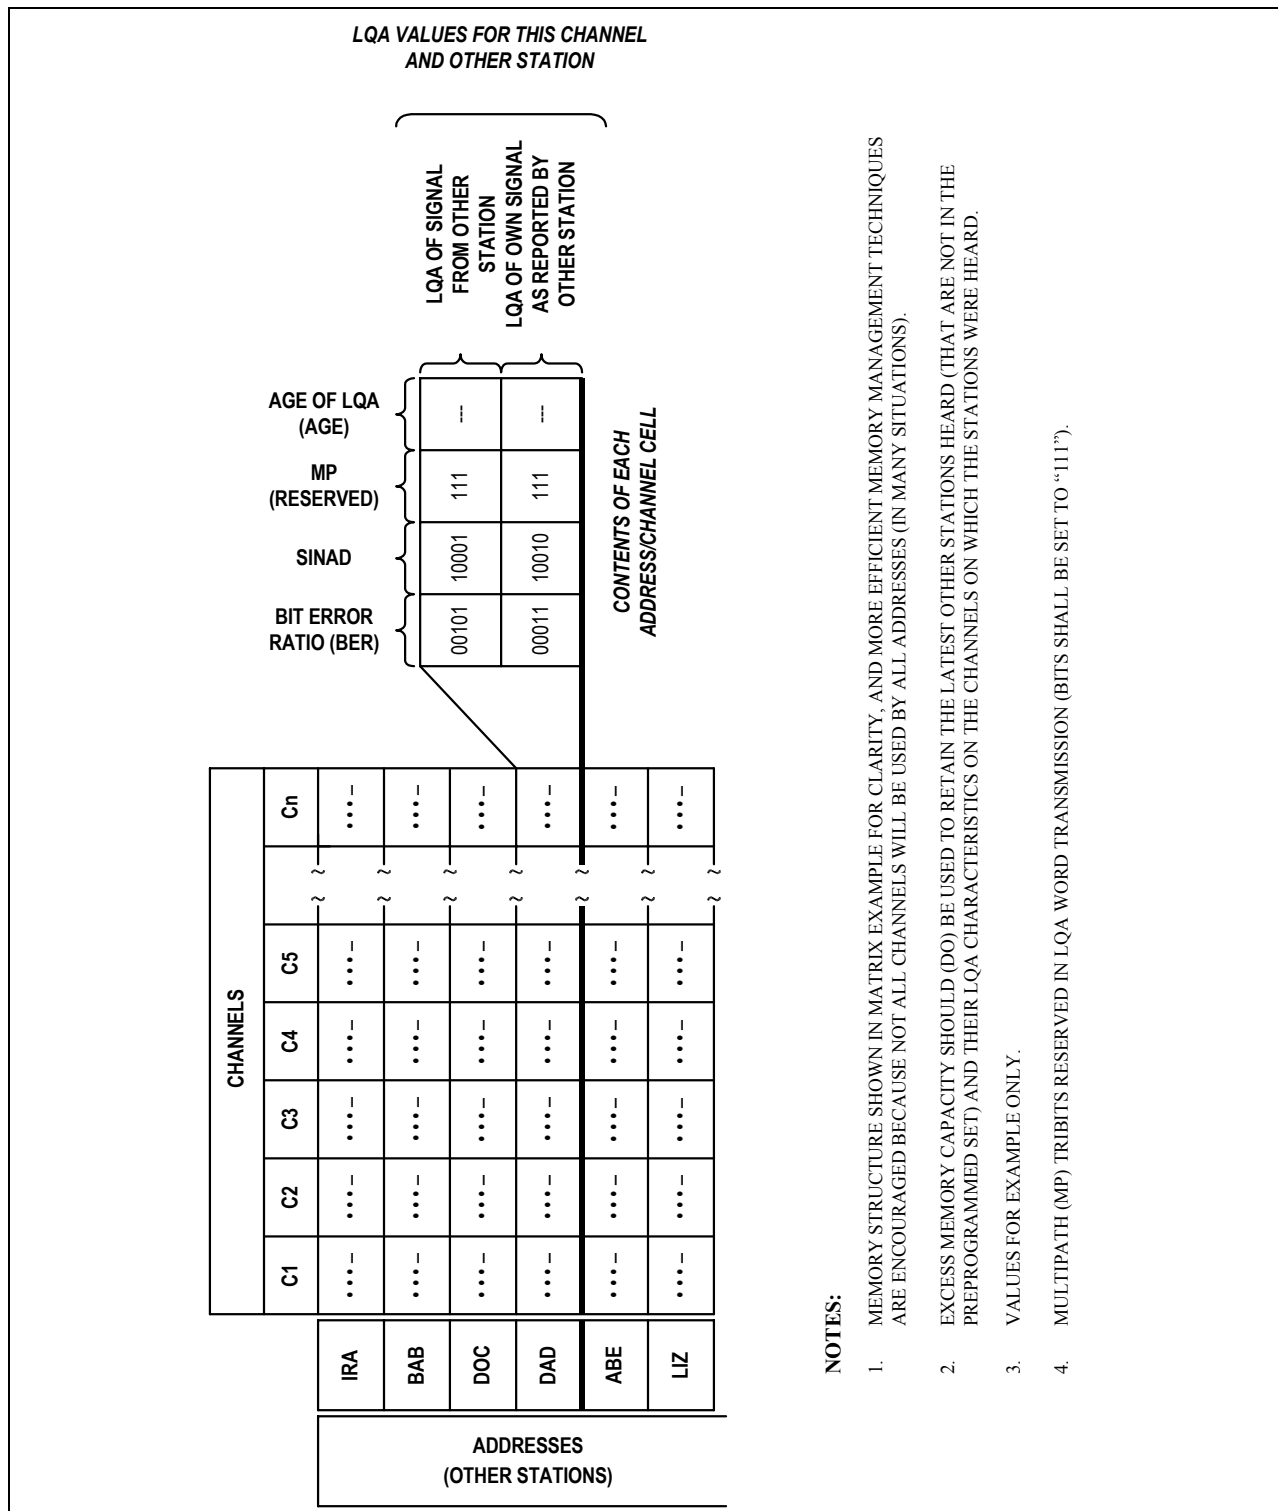 LQA VALUES FOR THIS CHANNEL
AND OTHER STATION
LQA OF SIGNAL
FROM OTHER
STATION
LQA OF OWN SIGNAL
AS REPORTED BY
OTHER STATION
AGE OF LQA
(AGE)
MP
(RESERVED)
SINAD
BIT ERROR
RATIO (BER)
--- ---
111 111
10001 10010
00101 00011
CONTENTS OF EACH
ADDRESS/CHANNEL CELL
CHANNELS
C1 C2 C3 C4 C5 ~ ~ Cn
IRA ••••– ••••– ••••– ••••– ••••– ~ ~ ••••–
BAB ••••– ••••– ••••– ••••– ••••– ~ ~ ••••–
DOC ••••– ••••– ••••– ••••– ••••– ~ ~ ••••–
DAD ••••– ••••– ••••– ••••– ••••– ~ ~ ••••–
ABE ••••– ••••– ••••– ••••– ••••– ~ ~ ••••–
LIZ ••••– ••••– ••••– ••••– ••••– ~ ~ ••••–
ADDRESSES
(OTHER STATIONS)
NOTES:
1. MEMORY STRUCTURE SHOWN IN MATRIX EXAMPLE FOR CLARITY, AND MORE EFFICIENT MEMORY MANAGEMENT TECHNIQUES
ARE ENCOURAGED BECAUSE NOT ALL CHANNELS WILL BE USED BY ALL ADDRESSES (IN MANY SITUATIONS).
2. EXCESS MEMORY CAPACITY SHOULD (DO) BE USED TO RETAIN THE LATEST OTHER STATIONS HEARD (THAT ARE NOT IN THE
PREPROGRAMMED SET) AND THEIR LQA CHARACTERISTICS ON THE CHANNELS ON WHICH THE STATIONS WERE HEARD.
3. VALUES FOR EXAMPLE ONLY.
4. MULTIPATH (MP) TRIBITS RESERVED IN LQA WORD TRANSMISSION (BITS SHALL BE SET TO “111”).